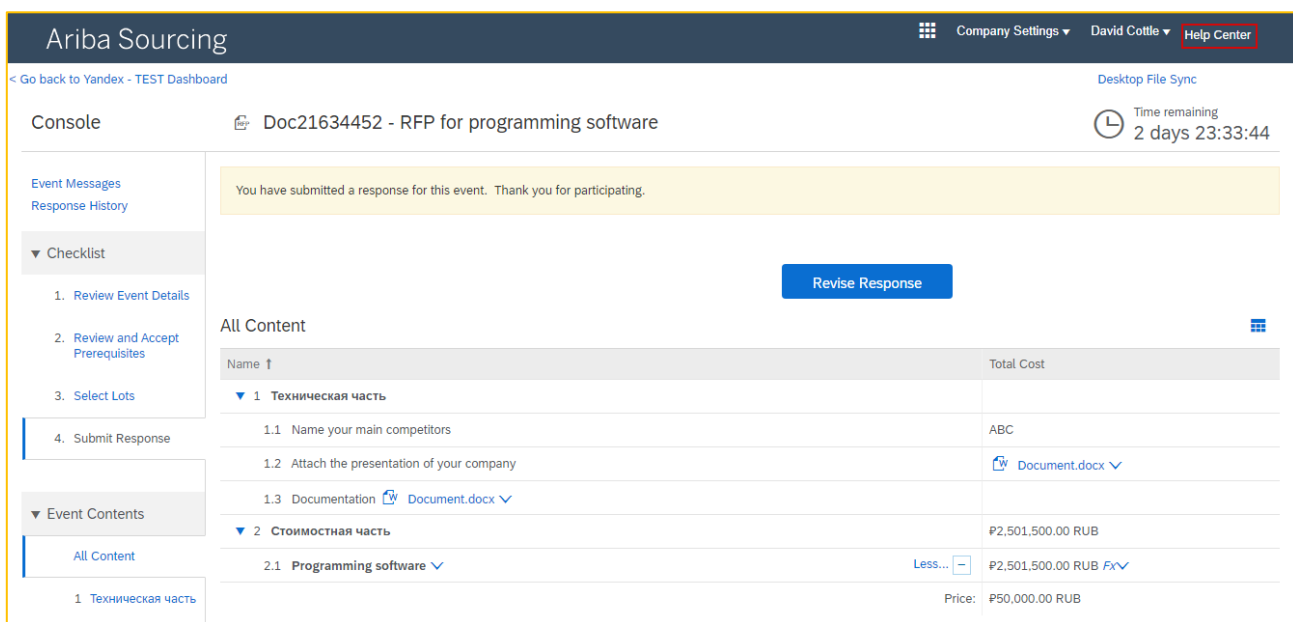 Ariba Sourcing
Company Settings ▾
David Cottle ▾
Help Center
< Go back to Yandex - TEST Dashboard
Desktop File Sync
Console
RFP
Doc21634452 - RFP for programming software
Time remaining
2 days 23:33:44
Event Messages
Response History
You have submitted a response for this event. Thank you for participating.
▼ Checklist
1. Review Event Details
2. Review and Accept
Prerequisites
3. Select Lots
4. Submit Response
Revise Response
All Content
Name ↑
Total Cost
▼ 1 Техническая часть
1.1 Name your main competitors
ABC
1.2 Attach the presentation of your company
W Document.docx
1.3 Documentation W Document.docx
▼ 2 Стоимостная часть
₽2,501,500.00 RUB
2.1 Programming software
Less... −
₽2,501,500.00 RUB Fx
Price:
₽50,000.00 RUB
▼ Event Contents
All Content
1 Техническая часть